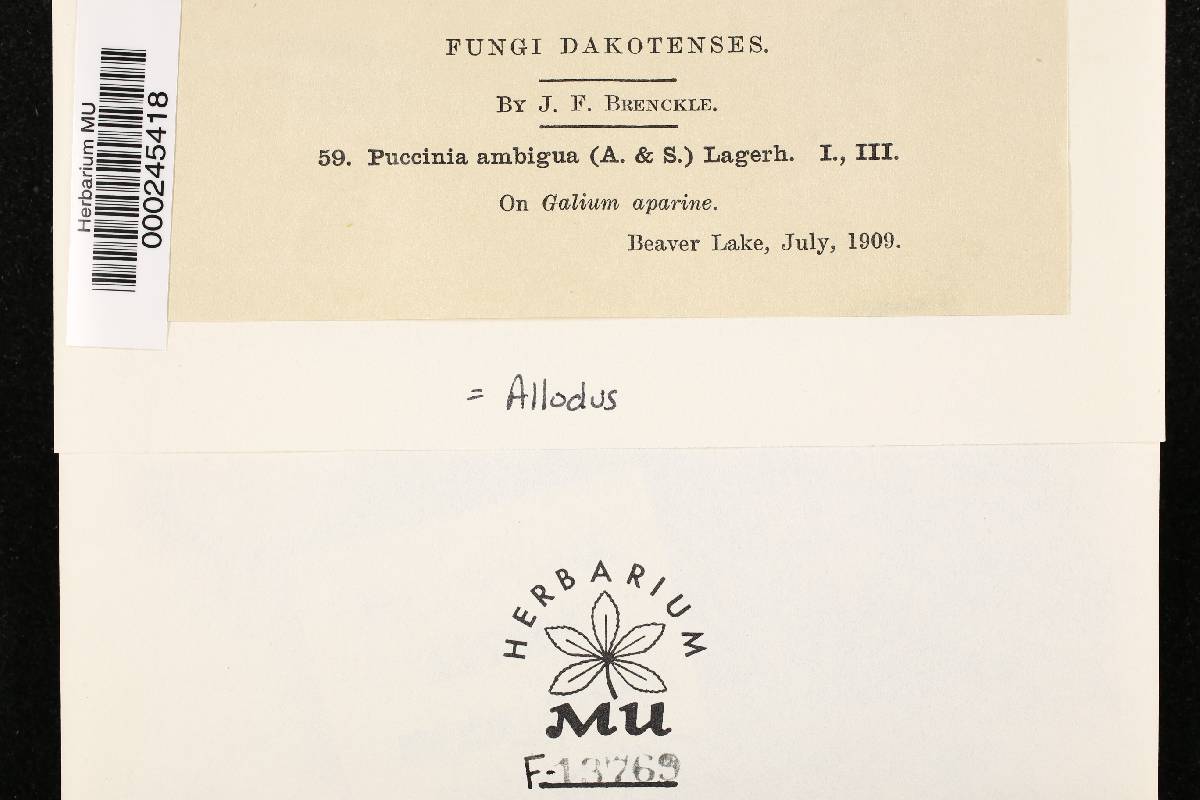 FUNGI DAKOTENSES.
BY J. F. BRENCKLE.
59. Puccinia ambigua (A. & S.) Lagerh. I., III.
On Galium aparine.
Beaver Lake, July, 1909.
Herbarium MU
000245418
= Allodus
HERBARIUM
MU
F-13769